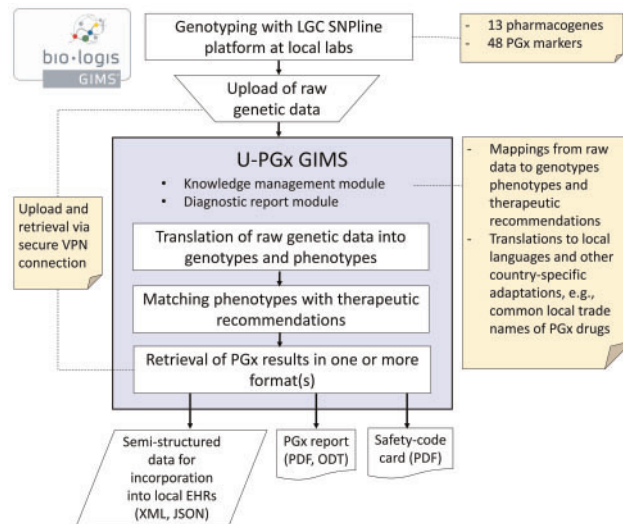 bio•logis
GIMS
Genotyping with LGC SNPline
platform at local labs
- 13 pharmacogenes
- 48 PGx markers
Upload of raw
genetic data
U-PGx GIMS
• Knowledge management module
• Diagnostic report module
Upload and
retrieval via
secure VPN
connection
Translation of raw genetic data into
genotypes and phenotypes
Matching phenotypes with therapeutic
recommendations
Retrieval of PGx results in one or more
format(s)
- Mappings from raw
data to genotypes
phenotypes and
therapeutic
recommendations
- Translations to local
languages and other
country-specific
adaptations, e.g.,
common local trade
names of PGx drugs
Semi-structured
data for
incorporation
into local EHRs
(XML, JSON)
PGx report
(PDF, ODT)
Safety-code
card (PDF)